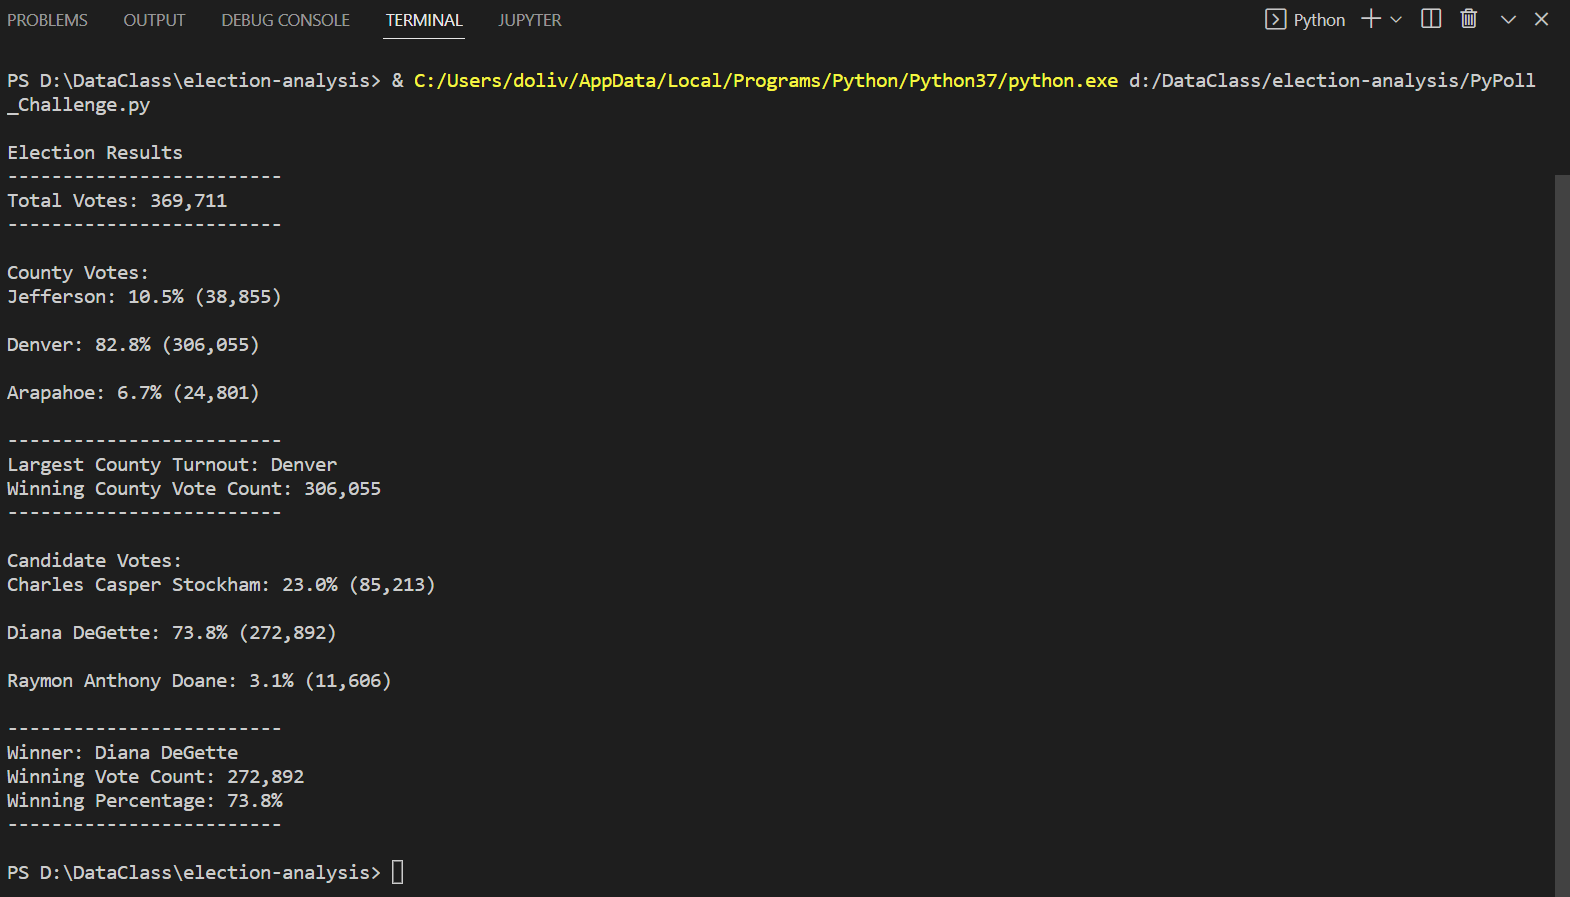 PROBLEMS OUTPUT DEBUG CONSOLE TERMINAL JUPYTER Python
PS D:\DataClass\election-analysis> & C:/Users/doliv/AppData/Local/Programs/Python/Python37/python.exe d:/DataClass/election-analysis/PyPoll
_Challenge.py
Election Results
-------------------------
Total Votes: 369,711
-------------------------
County Votes:
Jefferson: 10.5% (38,855)
Denver: 82.8% (306,055)
Arapahoe: 6.7% (24,801)
-------------------------
Largest County Turnout: Denver
Winning County Vote Count: 306,055
-------------------------
Candidate Votes:
Charles Casper Stockham: 23.0% (85,213)
Diana DeGette: 73.8% (272,892)
Raymon Anthony Doane: 3.1% (11,606)
-------------------------
Winner: Diana DeGette
Winning Vote Count: 272,892
Winning Percentage: 73.8%
-------------------------
PS D:\DataClass\election-analysis>